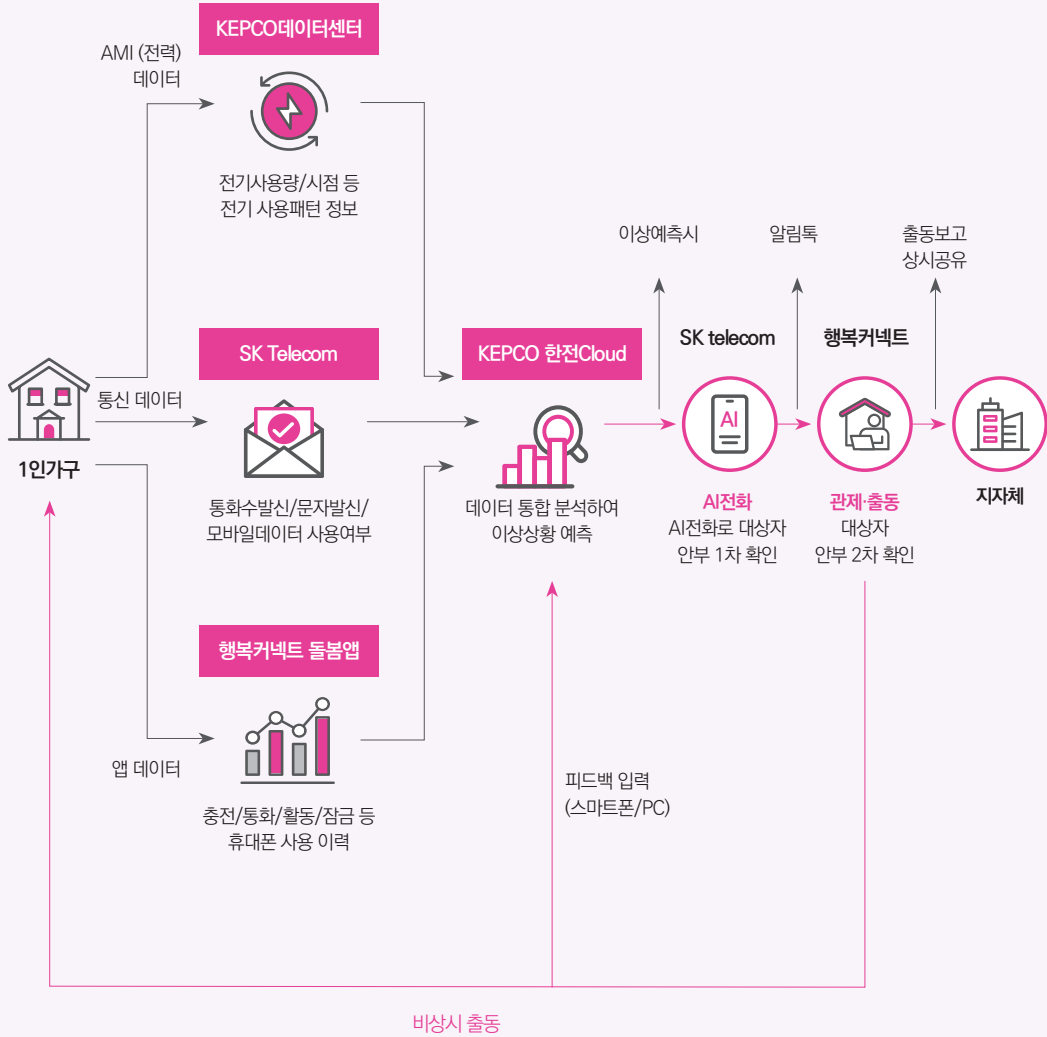 KEPCO데이터센터
AMI (전력)
데이터
전기사용량/시점 등
전기 사용패턴 정보
이상예측시
알림톡
출동보고
상시공유
SK Telecom
KEPCO 한전Cloud
SK telecom
행복커넥트
통신 데이터
AI
1인가구
통화수발신/문자발신/
모바일데이터 사용여부
데이터 통합 분석하여
이상상황 예측
AI전화
AI전화로 대상자
안부 1차 확인
관제·출동
대상자
안부 2차 확인
지자체
행복커넥트 돌봄앱
앱 데이터
충전/통화/활동/잠금 등
휴대폰 사용 이력
피드백 입력
(스마트폰/PC)
비상시 출동